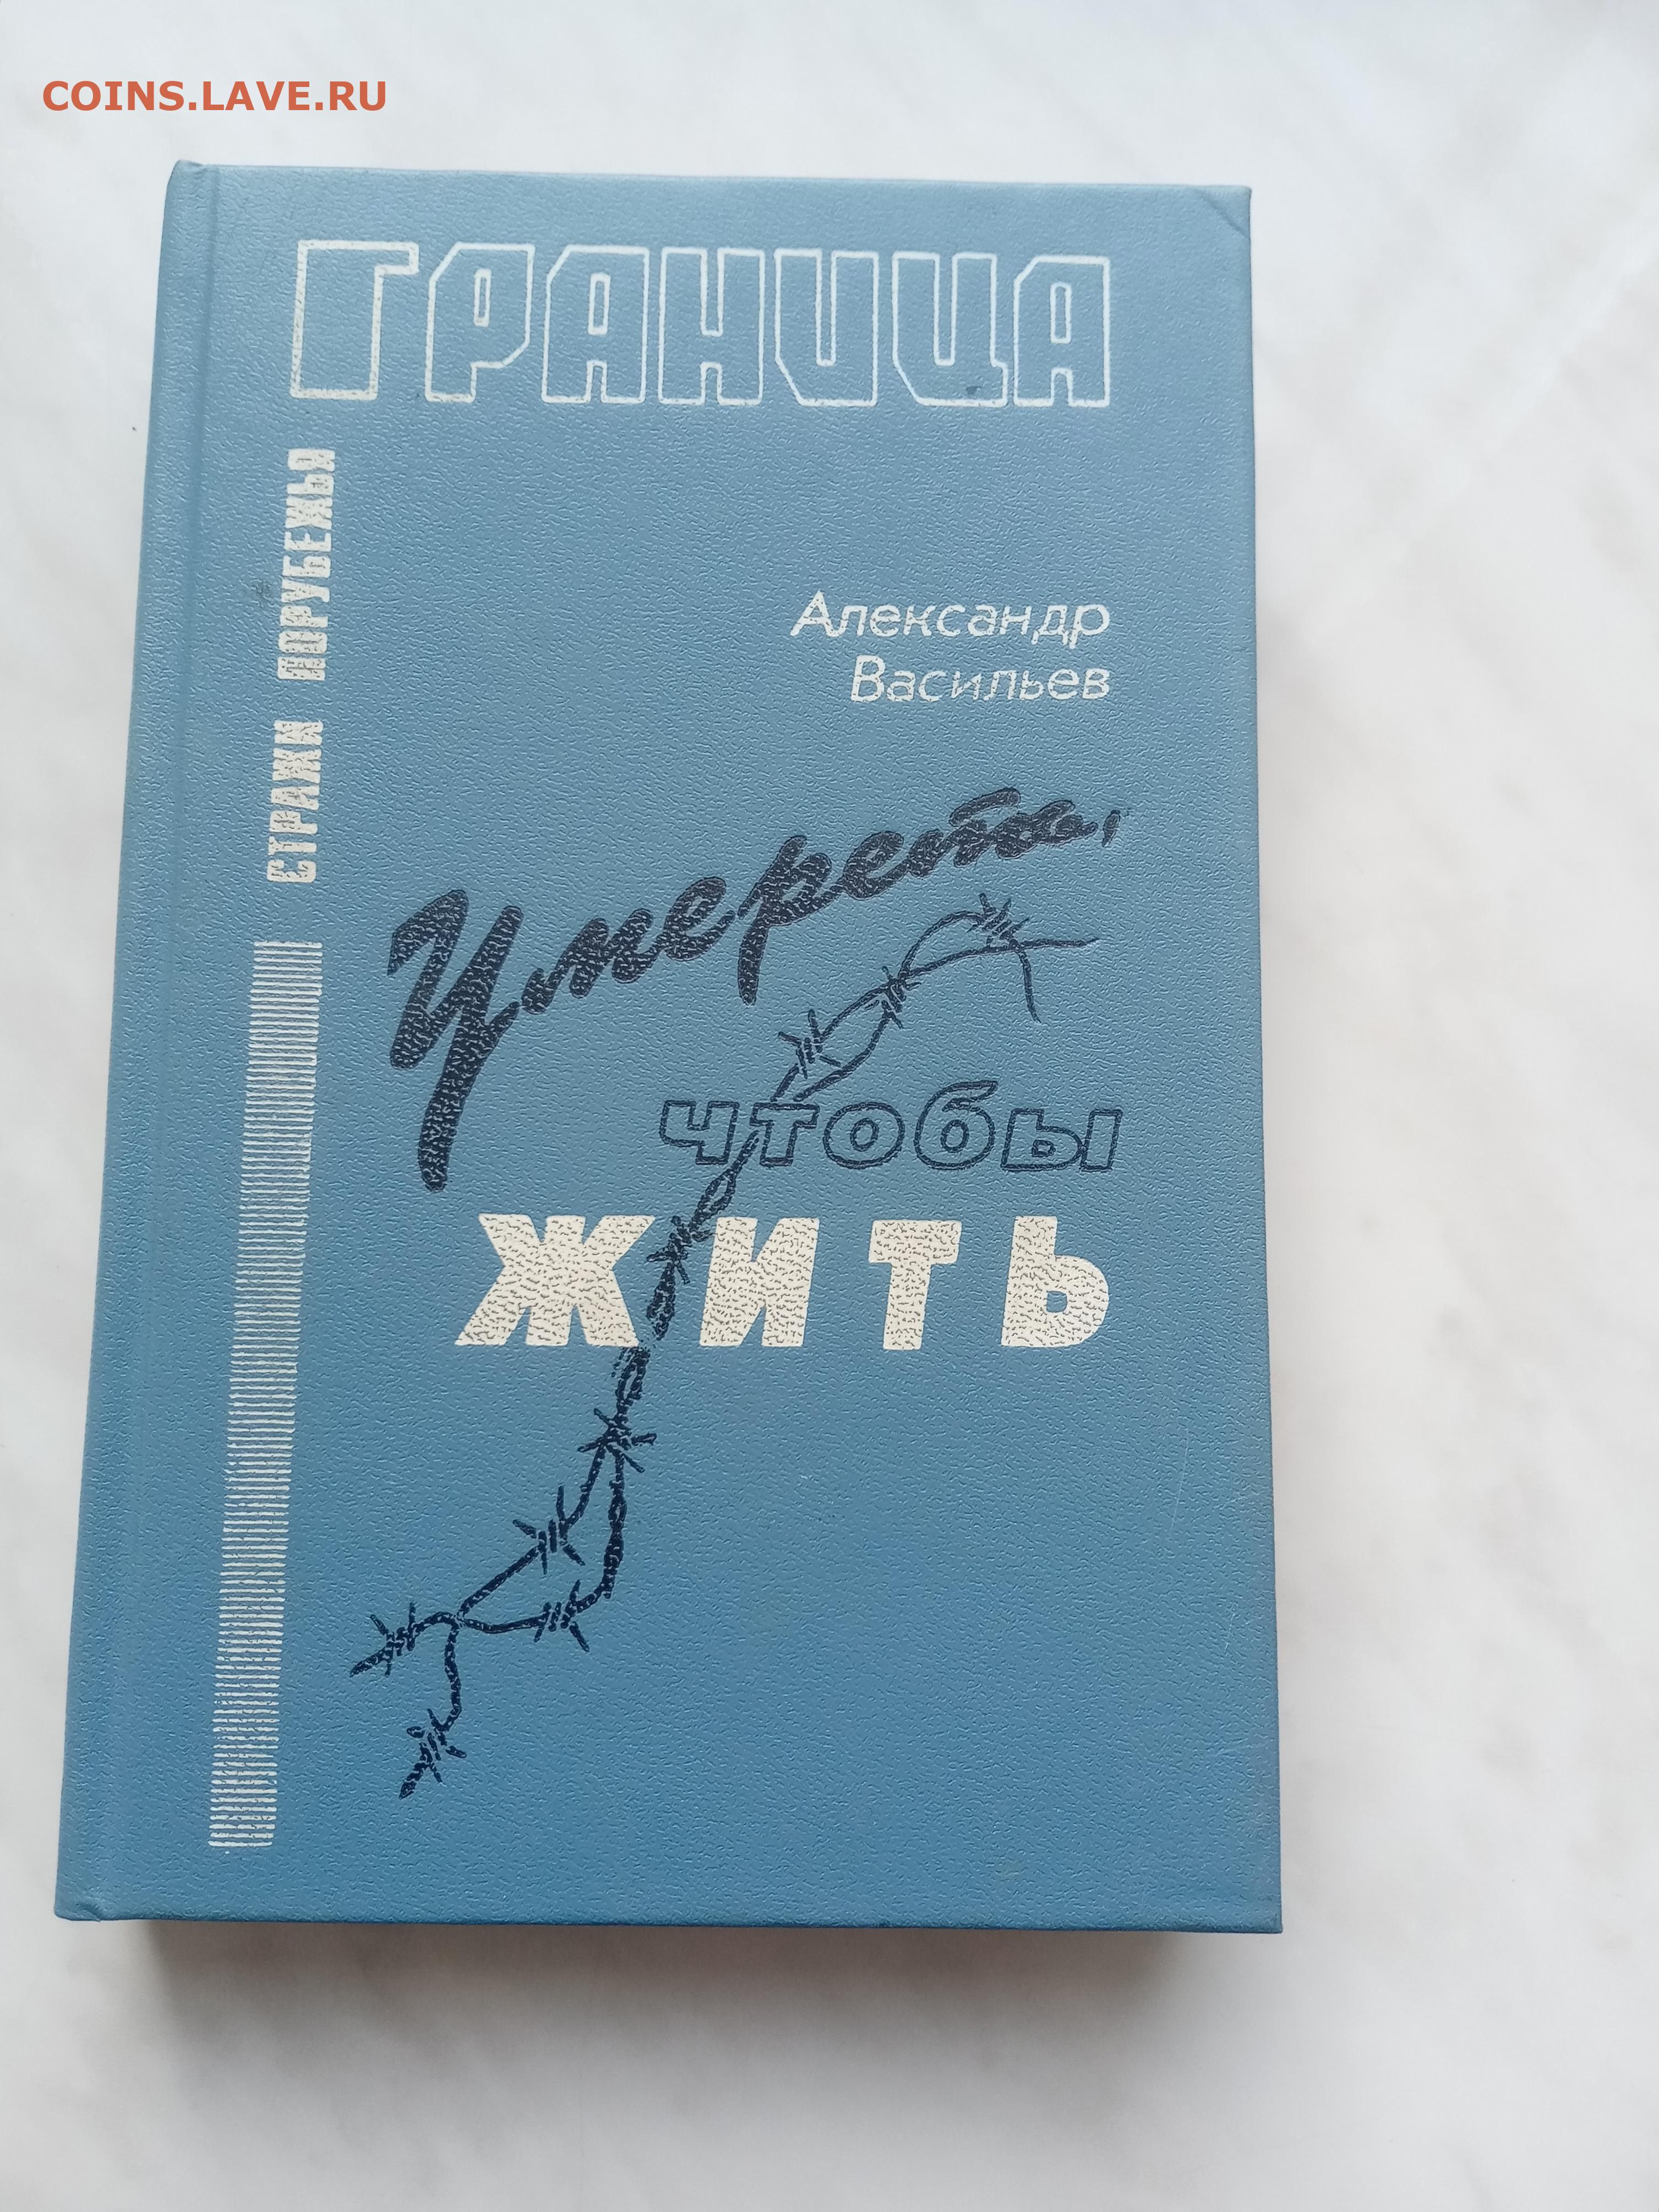 COINS.LAVE.RU
ГРАНИЦА
СТРАЖИ ПОРУБЕЖЬЯ
Александр
Васильев
Умереть,
чтобы
ЖИТЬ